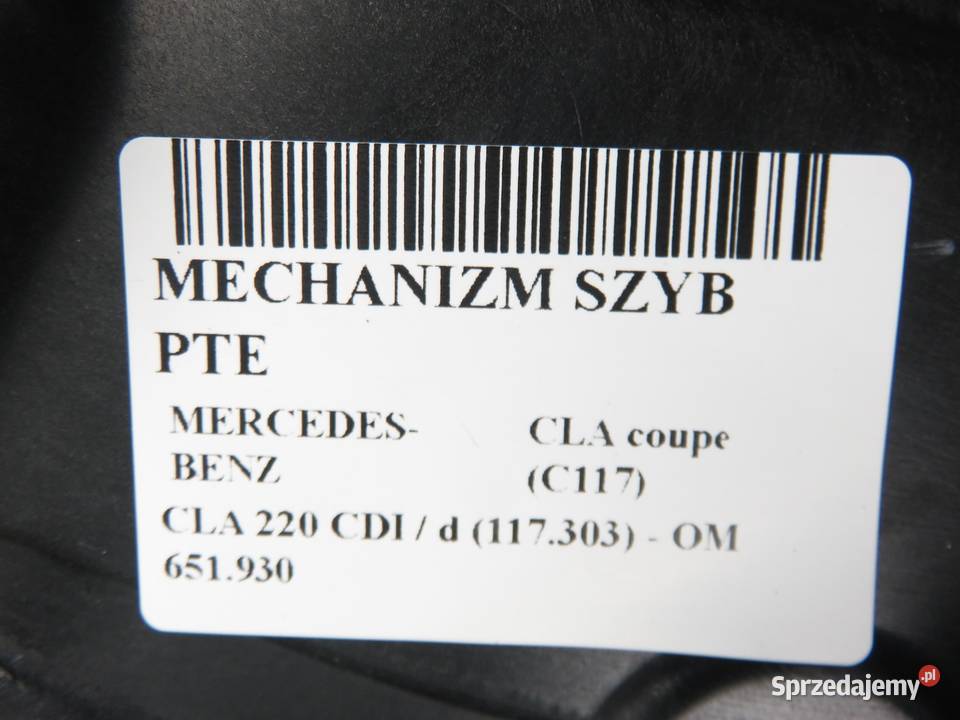 MECHANIZM SZYB
PTE
MERCEDES-
BENZ
CLA coupe
(C117)
CLA 220 CDI / d (117.303) - OM
651.930
Sprzedajemy.pl